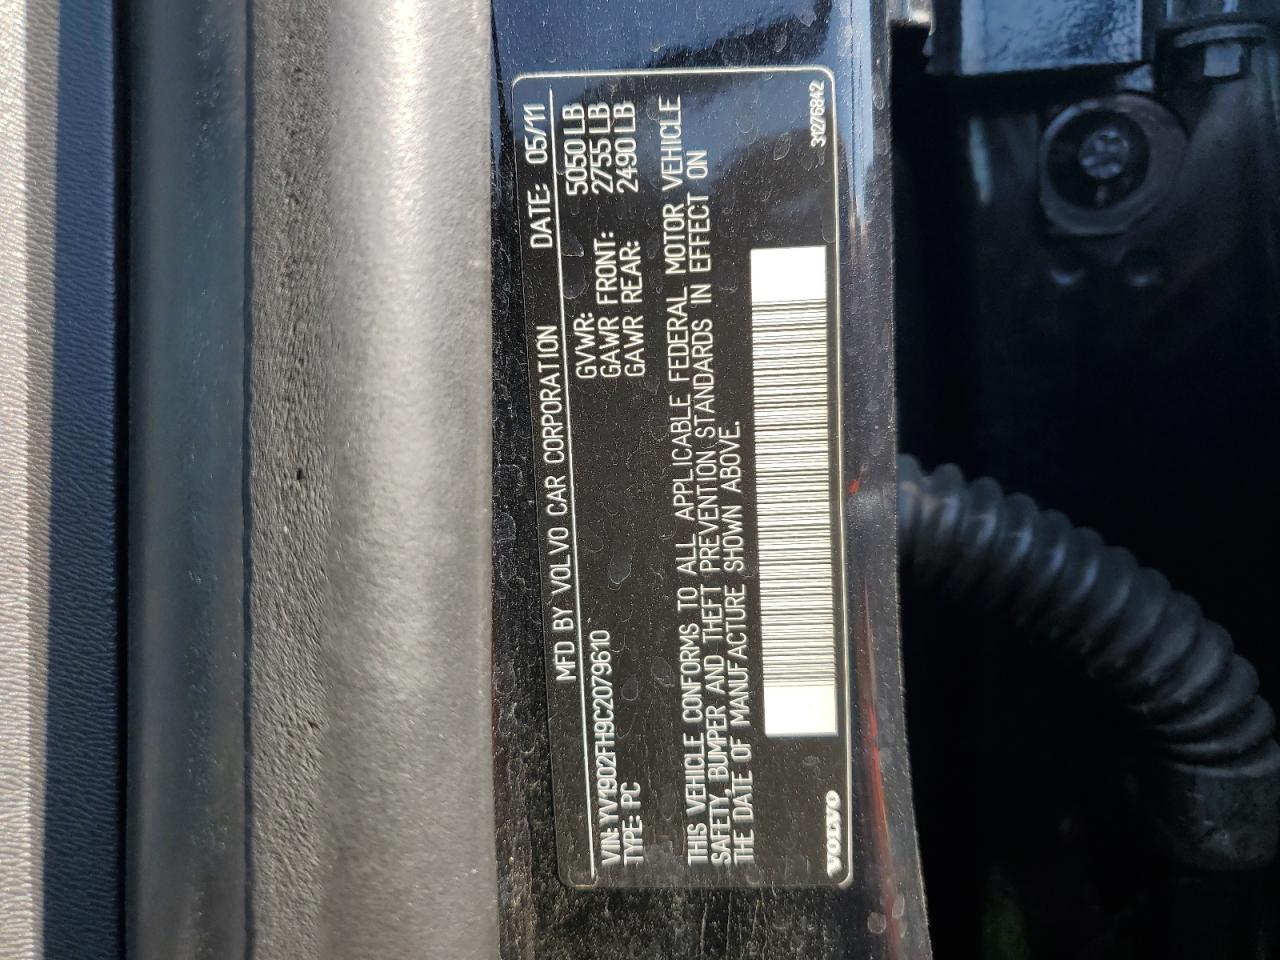 MFD BY VOLVO CAR CORPORATION DATE: 05/11
VIN: YV1902FH9C2079610 GVWR: 5050 LB
TYPE: PC GAWR FRONT: 2755 LB
GAWR REAR: 2490 LB
THIS VEHICLE CONFORMS TO ALL APPLICABLE FEDERAL MOTOR VEHICLE
SAFETY, BUMPER AND THEFT PREVENTION STANDARDS IN EFFECT ON
THE DATE OF MANUFACTURE SHOWN ABOVE.
VOLVO 31276842